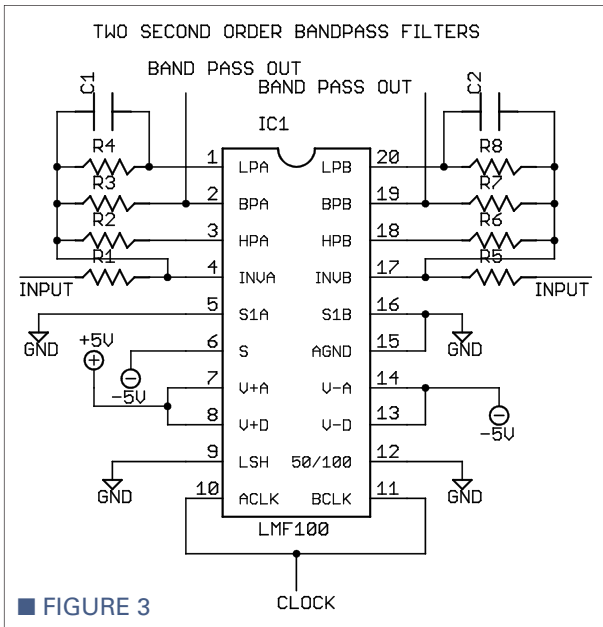 TWO SECOND ORDER BANDPASS FILTERS
BAND PASS OUT
BAND PASS OUT
C1
C2
IC1
R4
R3
R2
R1
R8
R7
R6
R5
1 LPA LPB 20
2 BPA BPB 19
3 HPA HPB 18
4 INVA INVB 17
INPUT
INPUT
5 S1A S1B 16
6 S AGND 15
7 V+A V-A 14
8 V+D V-D 13
9 LSH 50/100 12
10 ACLK BCLK 11
GND
+5V
-5V
GND
GND
-5V
GND
LMF100
CLOCK
FIGURE 3